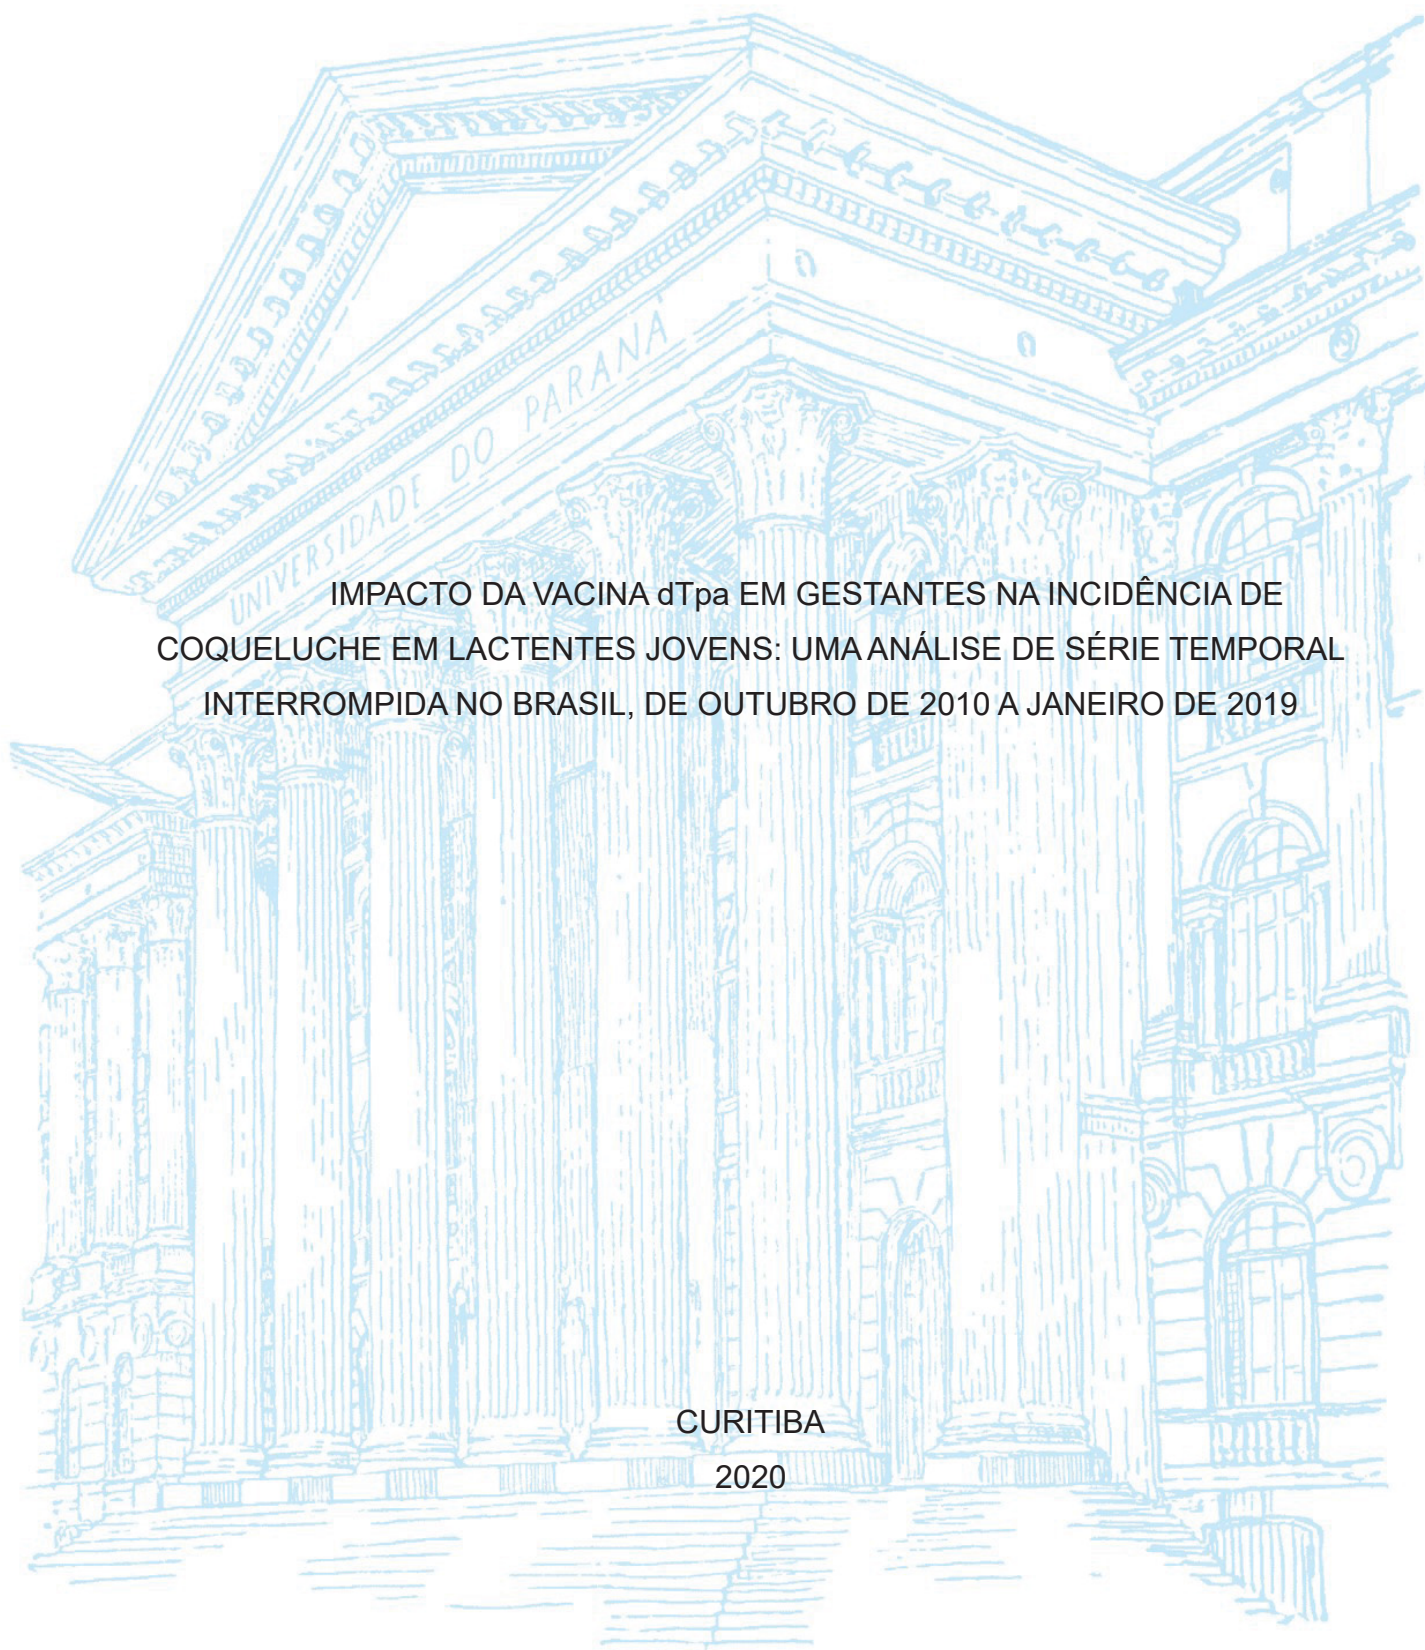 UNIVERSIDADE DO PARANÁ
IMPACTO DA VACINA dTpa EM GESTANTES NA INCIDÊNCIA DE
COQUELUCHE EM LACTENTES JOVENS: UMA ANÁLISE DE SÉRIE TEMPORAL
INTERROMPIDA NO BRASIL, DE OUTUBRO DE 2010 A JANEIRO DE 2019
CURITIBA
2020